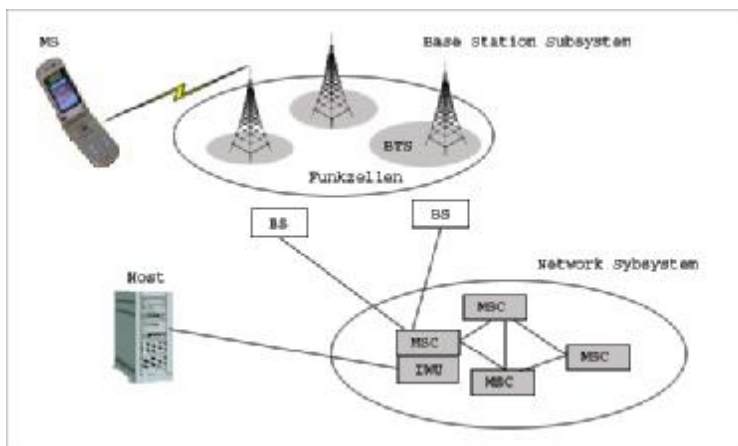 MS
Base Station Subsystem
BTS
Funkzellen
BS
BS
Host
Network Sybsystem
MSC
MSC
IWU
MSC
MSC